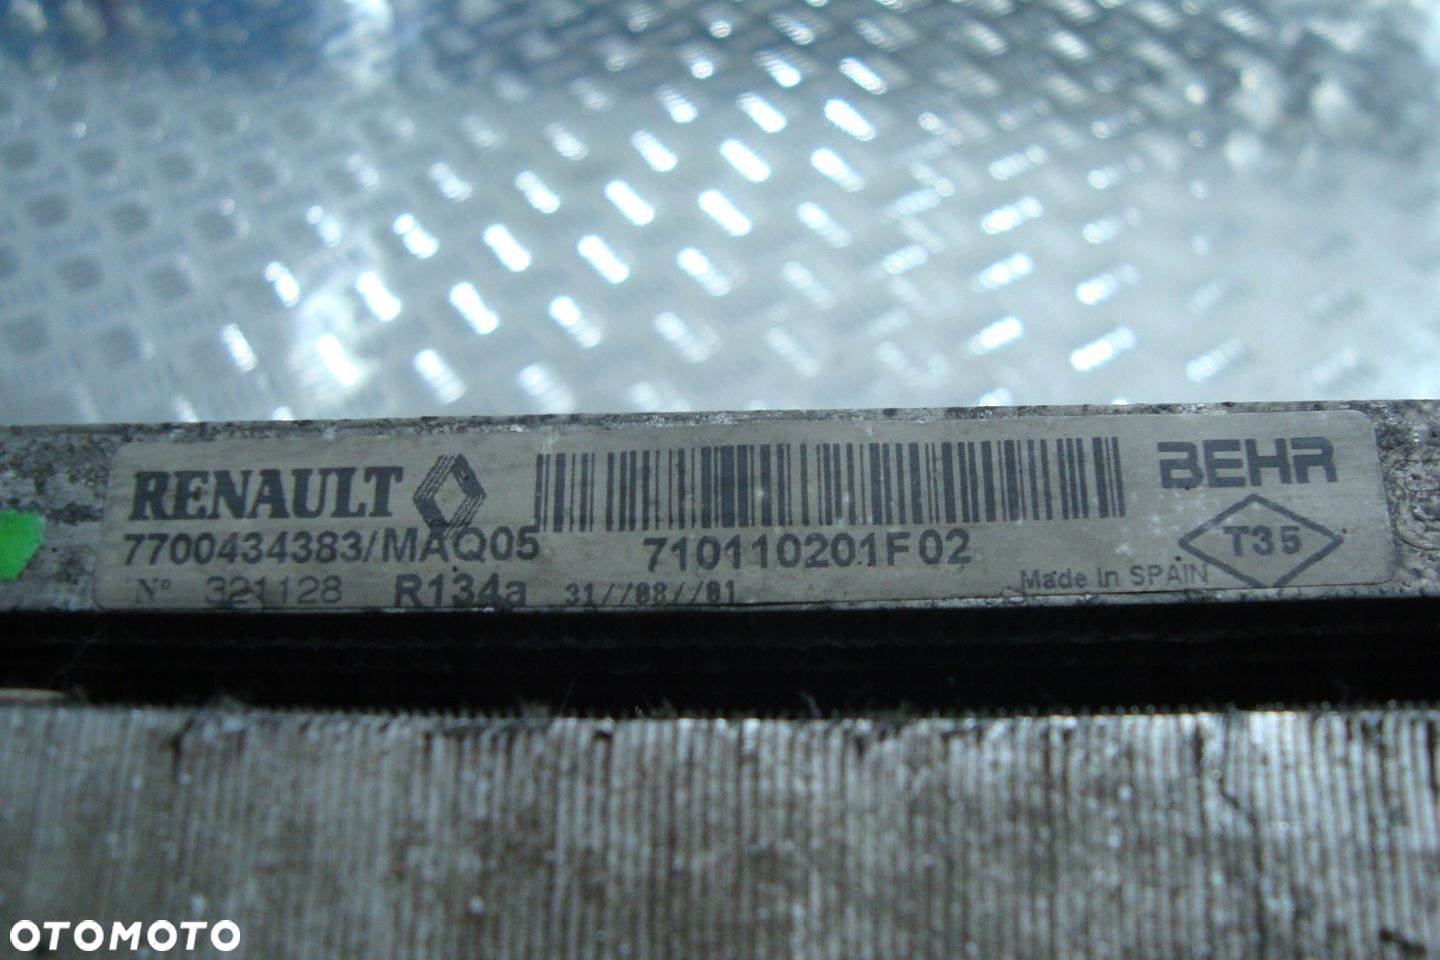 RENAULT
BEHR
7700434383/MAQ05
710110201F02
T35
N° 321128 R134a 31//08//01
Made in SPAIN
OTOMOTO